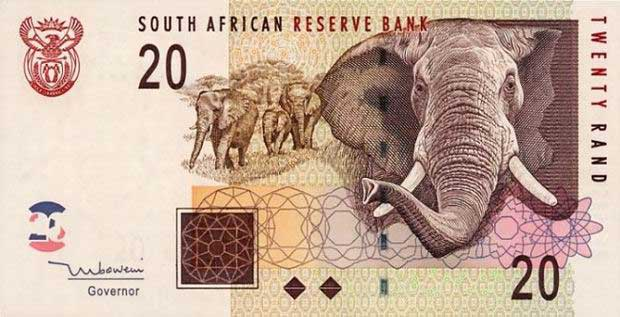 SOUTH AFRICAN RESERVE BANK
20
TWENTY RAND
Governor
20